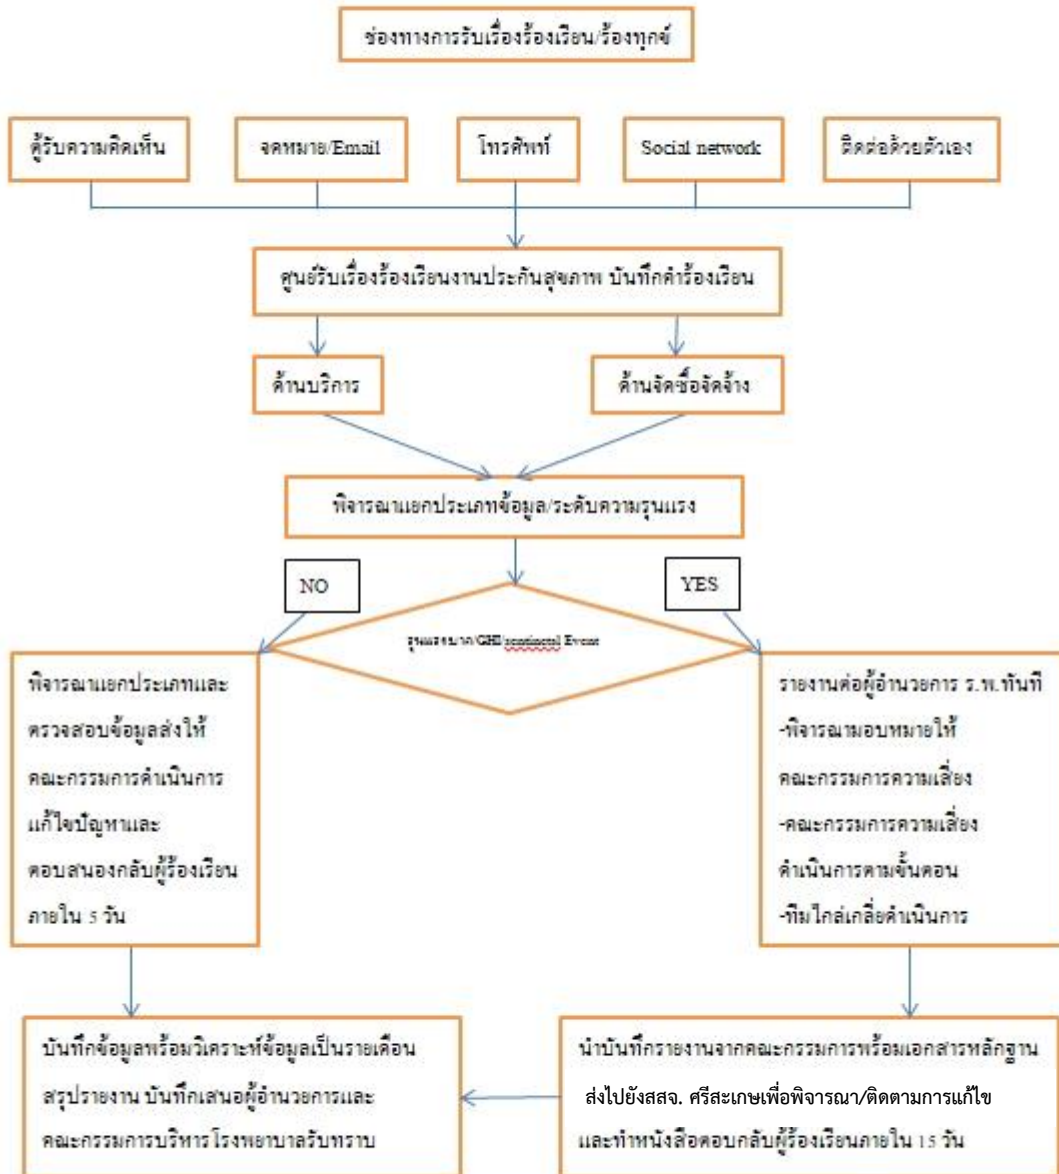 ช่องทางการรับเรื่องร้องเรียน/ร้องทุกข์
ตู้รับความคิดเห็น
จดหมาย/Email
โทรศัพท์
Social network
ติดต่อด้วยตัวเอง
ศูนย์รับเรื่องร้องเรียนงานประกันสุขภาพ บันทึกคำร้องเรียน
ด้านบริการ
ด้านจัดซื้อจัดจ้าง
พิจารณาแยกประเภทข้อมูล/ระดับความรุนแรง
NO
YES
รุนแรงมาก/GHI/sentinetal Event
พิจารณาแยกประเภทและ
ตรวจสอบข้อมูลส่งให้
คณะกรรมการดำเนินการ
แก้ไขปัญหาและ
ตอบสนองกลับผู้ร้องเรียน
ภายใน 5 วัน
รายงานต่อผู้อำนวยการ ร.พ.ทันที
-พิจารณามอบหมายให้
คณะกรรมการความเสี่ยง
-คณะกรรมการความเสี่ยง
ดำเนินการตามขั้นตอน
-ทีมไกล่เกลี่ยดำเนินการ
บันทึกข้อมูลพร้อมวิเคราะห์ข้อมูลเป็นรายเดือน
สรุปรายงาน บันทึกเสนอผู้อำนวยการและ
คณะกรรมการบริหารโรงพยาบาลรับทราบ
นำบันทึกรายงานจากคณะกรรมการพร้อมเอกสารหลักฐาน
ส่งไปยังสสจ. ศรีสะเกษเพื่อพิจารณา/ติดตามการแก้ไข
และทำหนังสือตอบกลับผู้ร้องเรียนภายใน 15 วัน